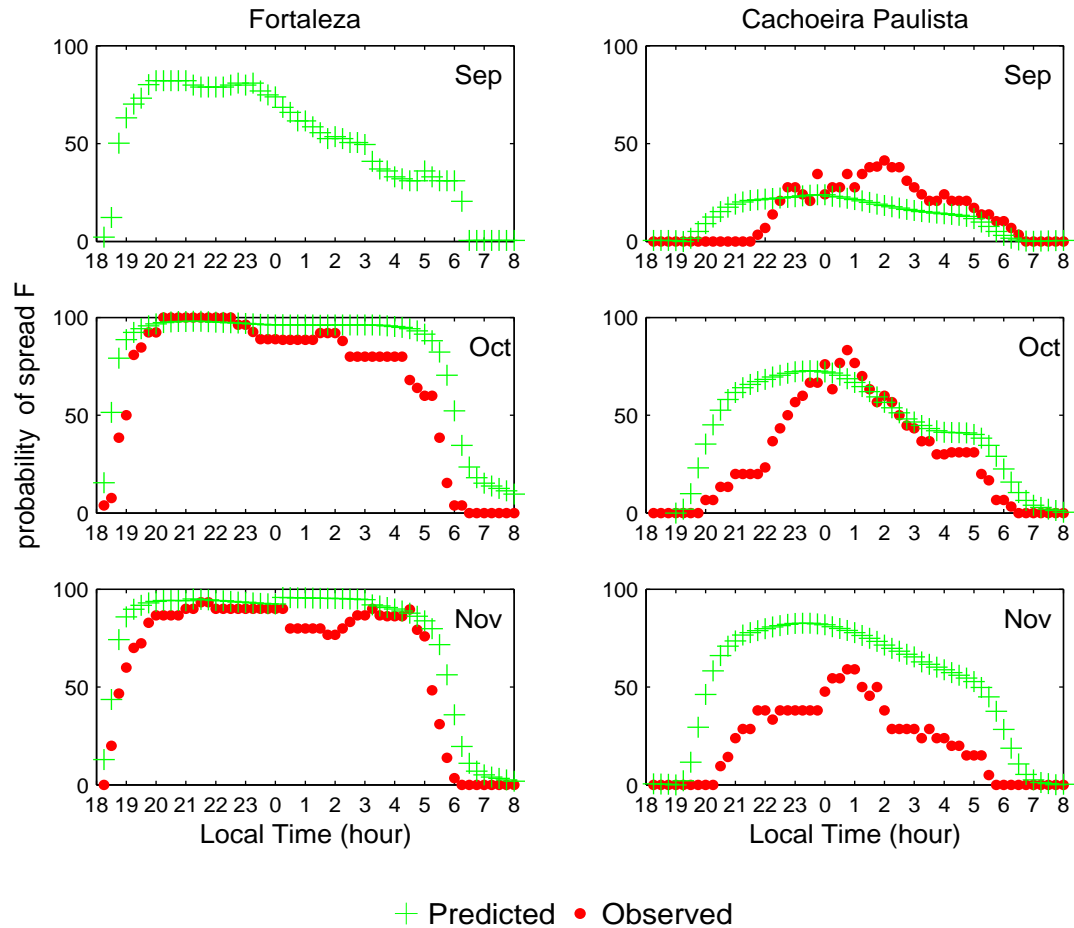 Fortaleza Cachoeira Paulista
100 Sep 100 Sep
50 50
0 0
18 19 20 21 22 23 0 1 2 3 4 5 6 7 8 18 19 20 21 22 23 0 1 2 3 4 5 6 7 8
probability of spread F
100 Oct 100 Oct
50 50
0 0
18 19 20 21 22 23 0 1 2 3 4 5 6 7 8 18 19 20 21 22 23 0 1 2 3 4 5 6 7 8
100 Nov 100 Nov
50 50
0 0
18 19 20 21 22 23 0 1 2 3 4 5 6 7 8 18 19 20 21 22 23 0 1 2 3 4 5 6 7 8
Local Time (hour) Local Time (hour)
Predicted Observed